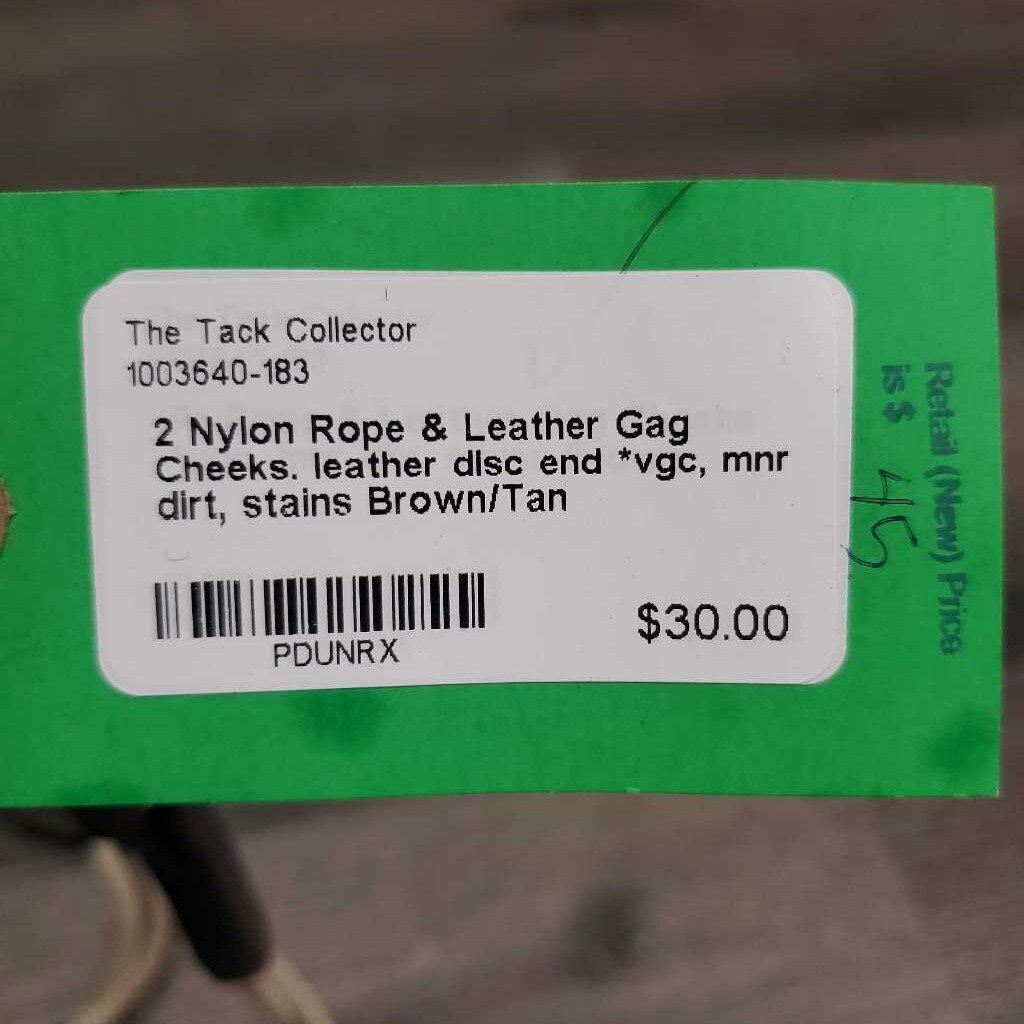 The Tack Collector
1003640-183
2 Nylon Rope & Leather Gag
Cheeks. leather disc end *vgc, mnr
dirt, stains Brown/Tan
PDUNRX
$30.00
Retail (New) Price
is $ 45